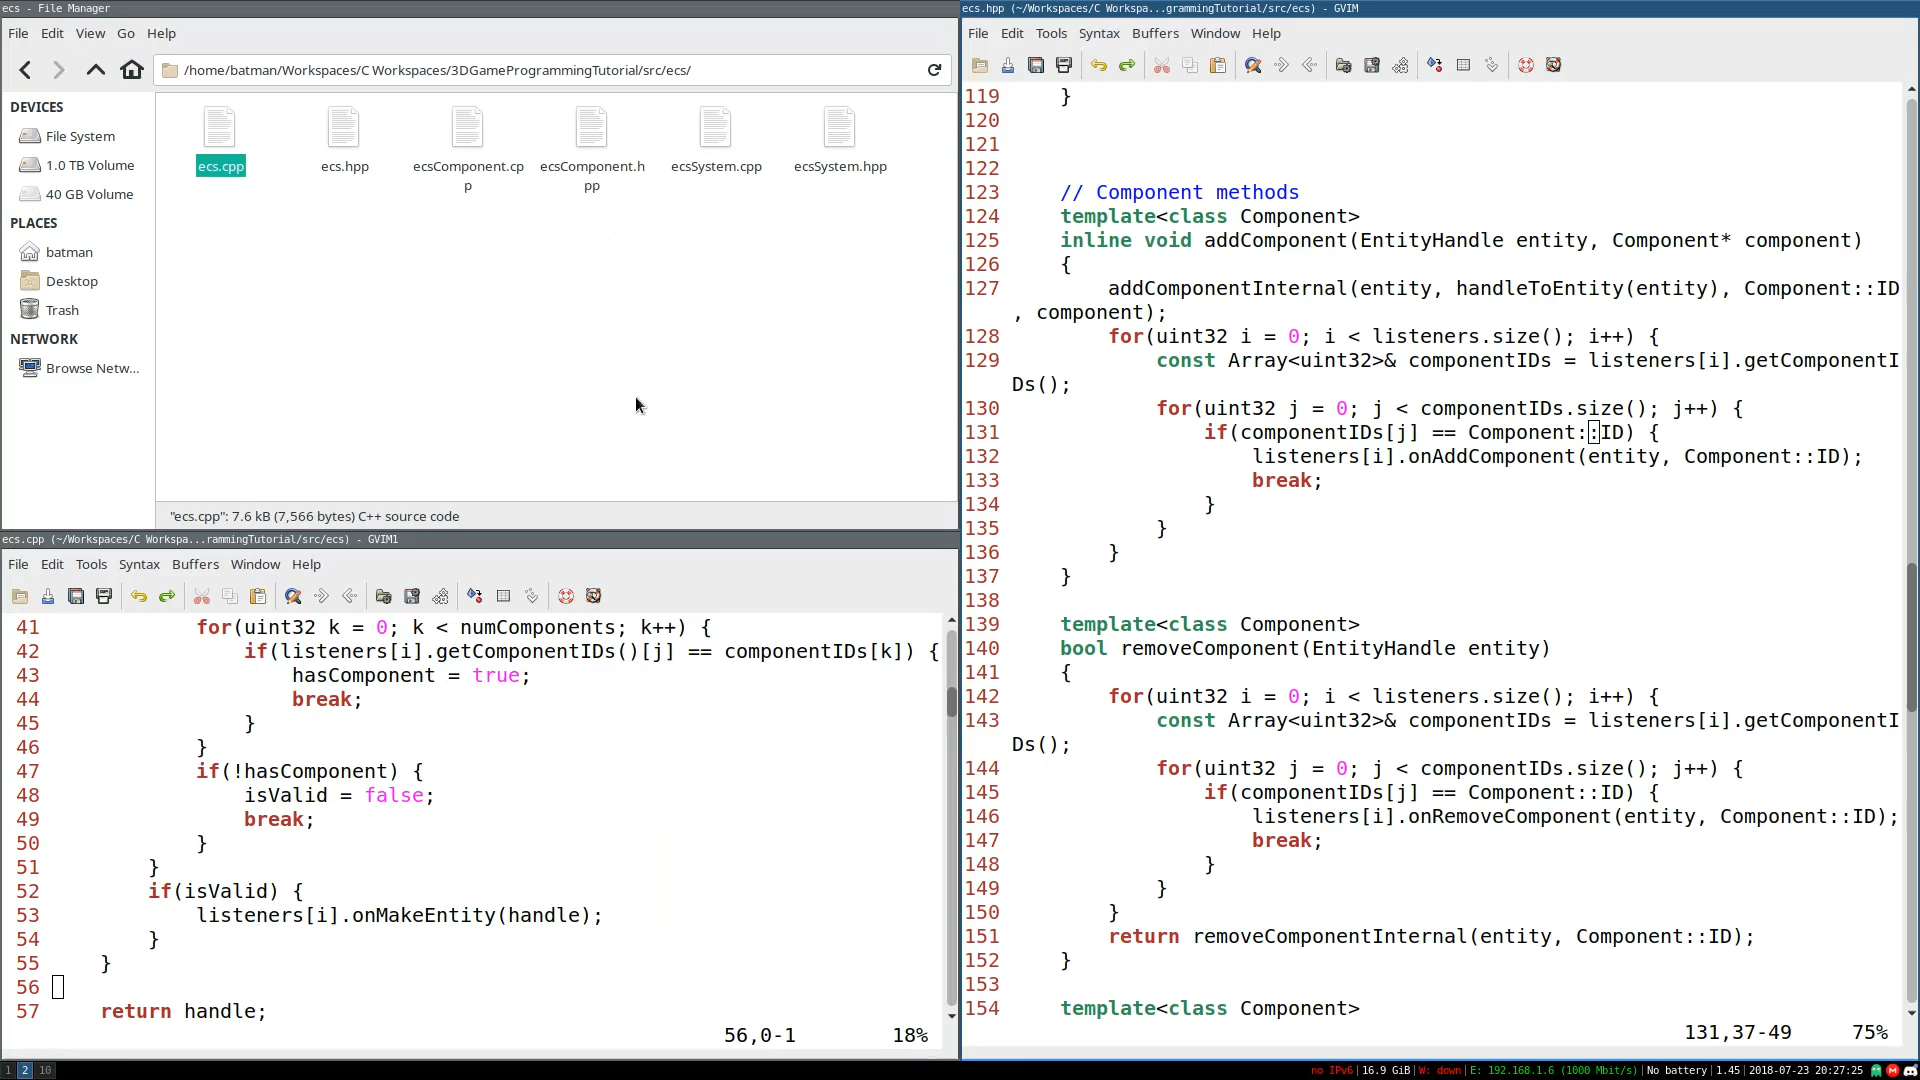 ecs - File Manager
File Edit View Go Help
/home/batman/Workspaces/C Workspaces/3DGameProgrammingTutorial/src/ecs/
DEVICES
File System
1.0 TB Volume
40 GB Volume
PLACES
batman
Desktop
Trash
NETWORK
Browse Netw...
ecs.cpp
ecs.hpp
ecsComponent.cp
p
ecsComponent.h
pp
ecsSystem.cpp
ecsSystem.hpp
"ecs.cpp": 7.6 kB (7,566 bytes) C++ source code
ecs.cpp (~/Workspaces/C Workspa...rammingTutorial/src/ecs) - GVIM1
File Edit Tools Syntax Buffers Window Help
41             for(uint32 k = 0; k < numComponents; k++) {
42                 if(listeners[i].getComponentIDs()[j] == componentIDs[k]) {
43                     hasComponent = true;
44                     break;
45                 }
46             }
47             if(!hasComponent) {
48                 isValid = false;
49                 break;
50             }
51         }
52         if(isValid) {
53             listeners[i].onMakeEntity(handle);
54         }
55     }
56
57     return handle;
56,0-1 18%
ecs.hpp (~/Workspaces/C Workspa...grammingTutorial/src/ecs) - GVIM
File Edit Tools Syntax Buffers Window Help
119     }
120
121
122
123     // Component methods
124     template<class Component>
125     inline void addComponent(EntityHandle entity, Component* component)
126     {
127         addComponentInternal(entity, handleToEntity(entity), Component::ID
, component);
128         for(uint32 i = 0; i < listeners.size(); i++) {
129             const Array<uint32>& componentIDs = listeners[i].getComponentI
Ds();
130             for(uint32 j = 0; j < componentIDs.size(); j++) {
131                 if(componentIDs[j] == Component::ID) {
132                     listeners[i].onAddComponent(entity, Component::ID);
133                     break;
134                 }
135             }
136         }
137     }
138
139     template<class Component>
140     bool removeComponent(EntityHandle entity)
141     {
142         for(uint32 i = 0; i < listeners.size(); i++) {
143             const Array<uint32>& componentIDs = listeners[i].getComponentI
Ds();
144             for(uint32 j = 0; j < componentIDs.size(); j++) {
145                 if(componentIDs[j] == Component::ID) {
146                     listeners[i].onRemoveComponent(entity, Component::ID);
147                     break;
148                 }
149             }
150         }
151         return removeComponentInternal(entity, Component::ID);
152     }
153
154     template<class Component>
131,37-49 75%
1 2 10
no IPv6|16.9 GiB|W: down|E: 192.168.1.6 (1000 Mbit/s)|No battery|1.45|2018-07-23 20:27:25